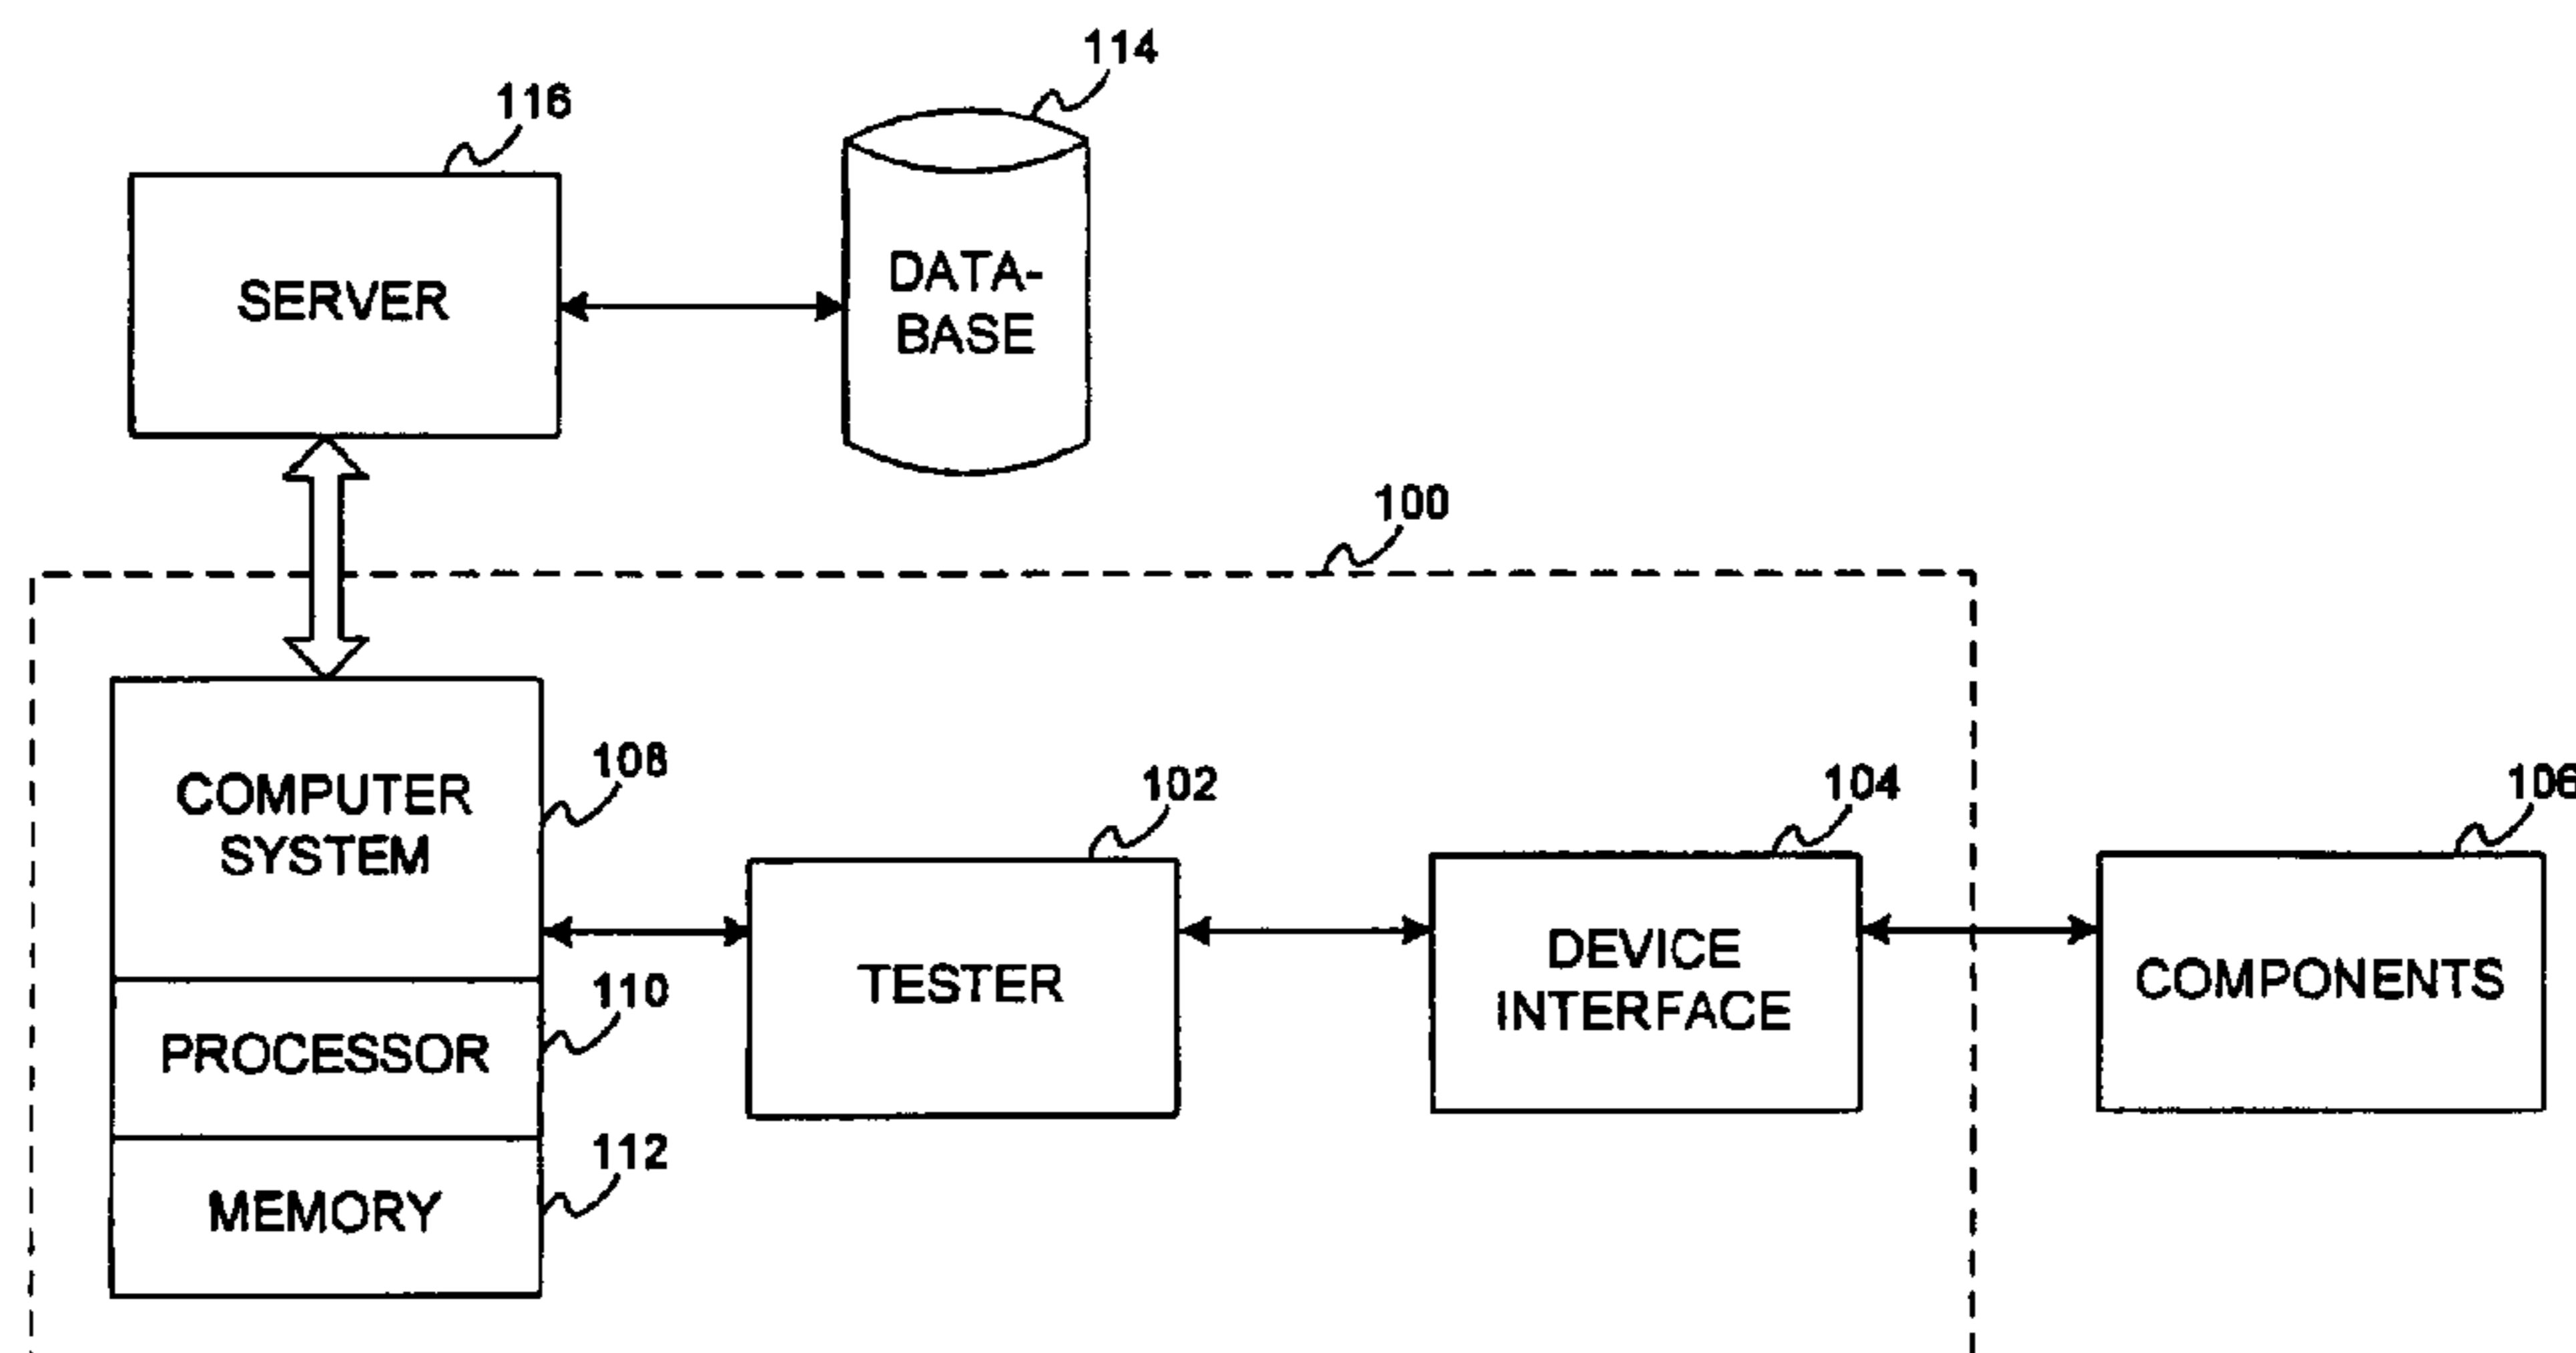 114
116
SERVER
DATA-
BASE
100
108
COMPUTER
SYSTEM
102
104
106
TESTER
DEVICE
INTERFACE
COMPONENTS
110
PROCESSOR
112
MEMORY